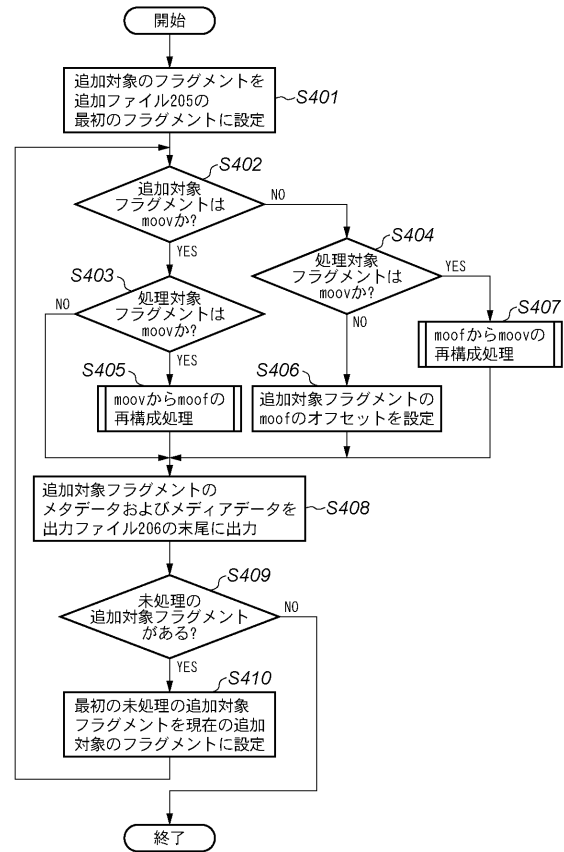 開始
追加対象のフラグメントを
追加ファイル205の
最初のフラグメントに設定
S401
S402
追加対象
フラグメントは
moovか?
NO
YES
S403
処理対象
フラグメントは
moovか?
NO
YES
S404
処理対象
フラグメントは
moovか?
YES
NO
S405
moovからmoofの
再構成処理
S406
追加対象フラグメントの
moofのオフセットを設定
S407
moofからmoovの
再構成処理
追加対象フラグメントの
メタデータおよびメディアデータを
出力ファイル206の末尾に出力
S408
S409
未処理の
追加対象フラグメント
がある?
NO
YES
S410
最初の未処理の追加対象
フラグメントを現在の追加
対象のフラグメントに設定
終了